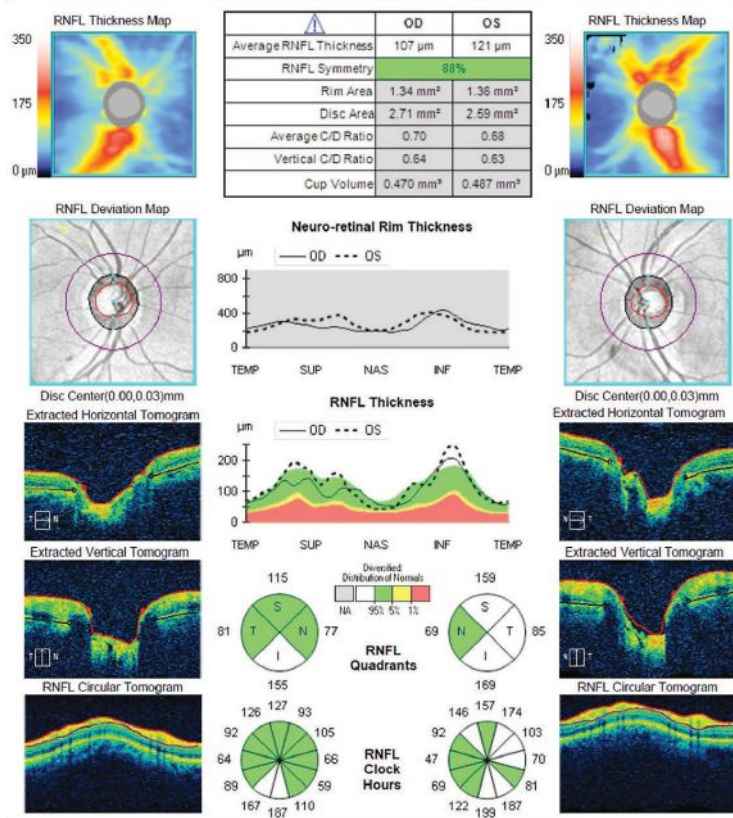 RNFL Thickness Map
350
175
0 µm
OD OS
Average RNFL Thickness 107 µm 121 µm
RNFL Symmetry 88%
Rim Area 1.34 mm² 1.36 mm²
Disc Area 2.71 mm² 2.59 mm²
Average C/D Ratio 0.70 0.68
Vertical C/D Ratio 0.64 0.63
Cup Volume 0.470 mm³ 0.487 mm³
RNFL Thickness Map
350
175
0 µm
RNFL Deviation Map
Disc Center(0.00,0.03)mm
Extracted Horizontal Tomogram
T N
Extracted Vertical Tomogram
T N
RNFL Circular Tomogram
Neuro-retinal Rim Thickness
µm OD OS
800
400
0
TEMP SUP NAS INF TEMP
RNFL Thickness
µm OD OS
200
100
0
TEMP SUP NAS INF TEMP
Diversified:
Distribution of Normals
NA 95% 5% 1%
115
S
81 T N 77
I
155
RNFL
Quadrants
159
S
69 N T 85
I
169
127
126 93
92 105
64 66
89 59
167 110
187
RNFL
Clock
Hours
157
146 174
92 103
47 70
69 81
122 187
199
RNFL Deviation Map
Disc Center(0.00,0.03)mm
Extracted Horizontal Tomogram
N T
Extracted Vertical Tomogram
N T
RNFL Circular Tomogram